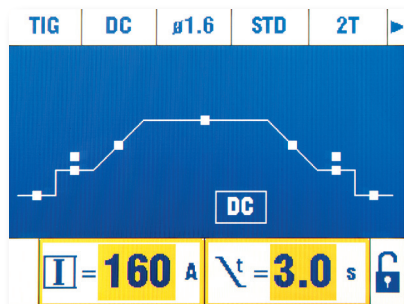 TIG DC ø1.6 STD 2T
DC
I = 160 A t = 3.0 s